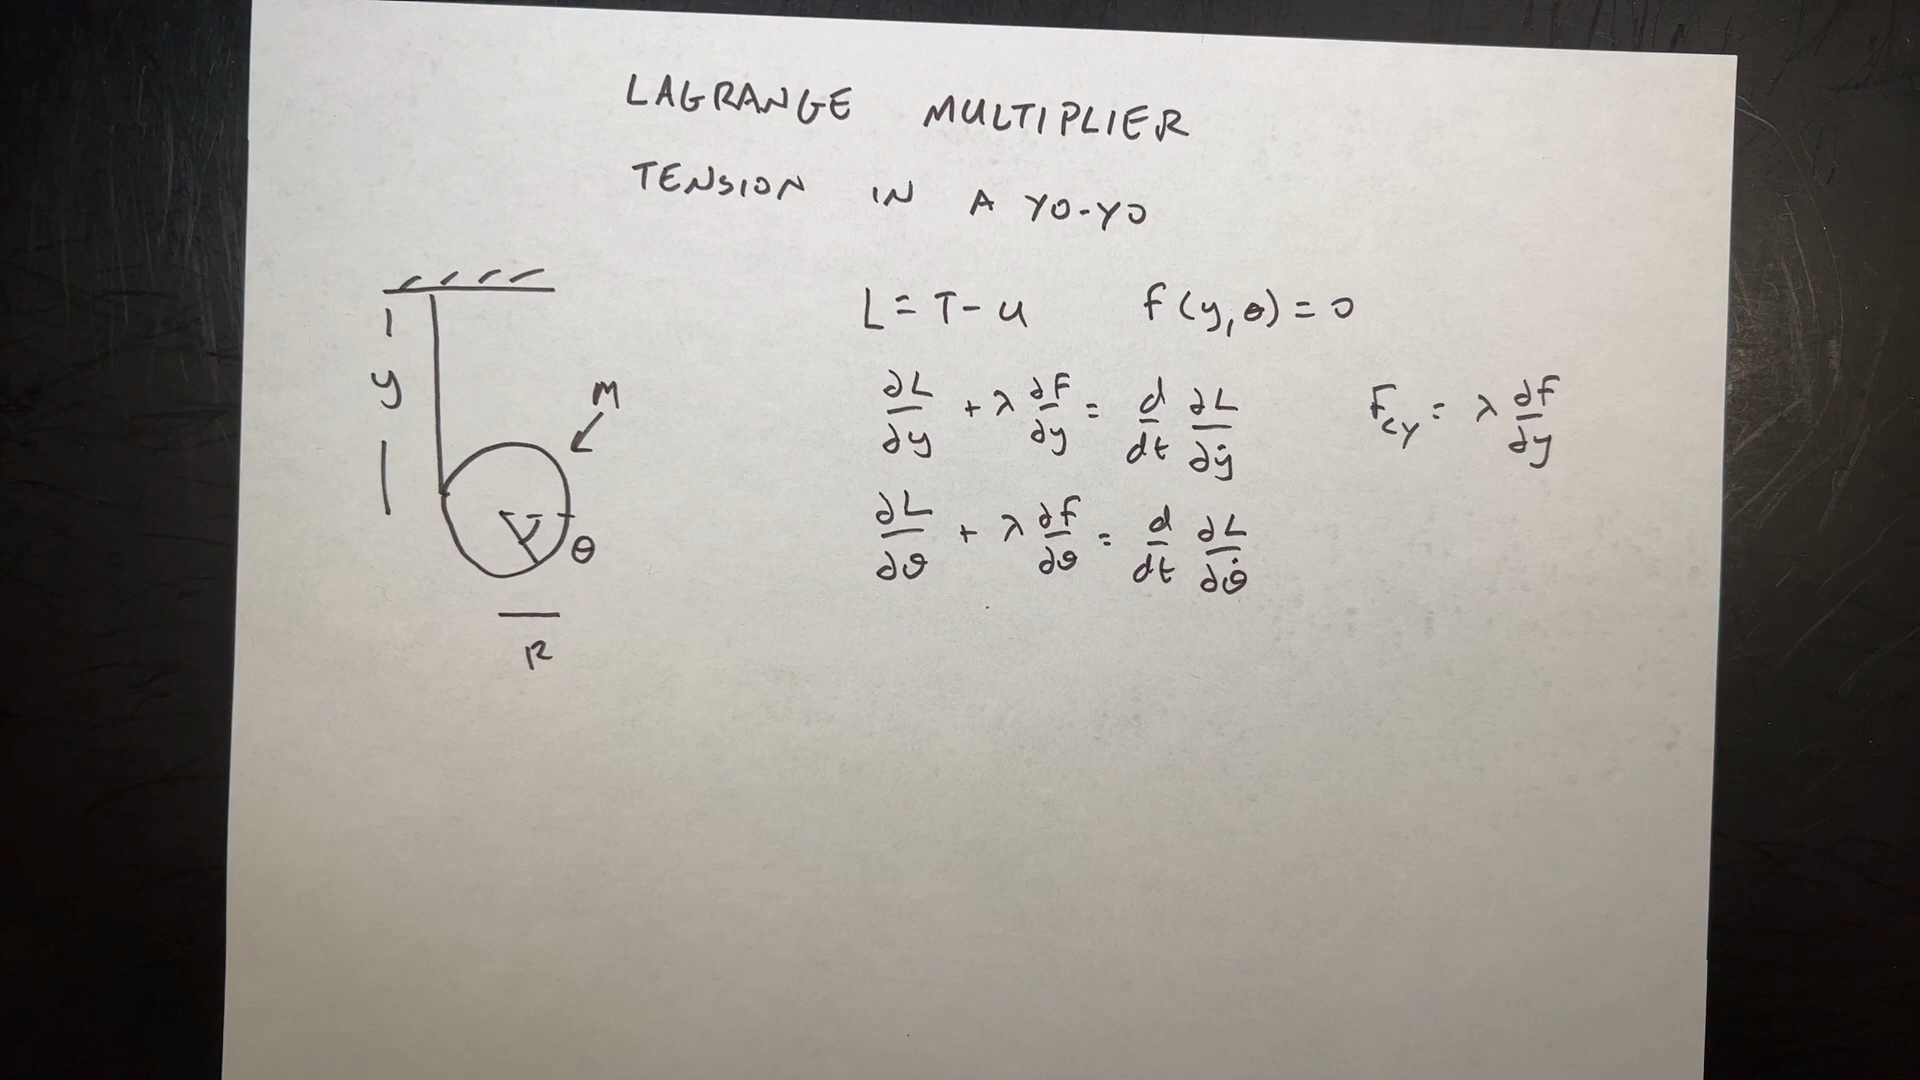 LAGRANGE MULTIPLIER
TENSION IN A YO-YO
L = T - U f(y, θ) = 0
y
M
∂L/∂y + λ ∂F/∂y = d/dt ∂L/∂ẏ F_cy = λ ∂f/∂y
θ
∂L/∂θ + λ ∂f/∂θ = d/dt ∂L/∂θ̇
R